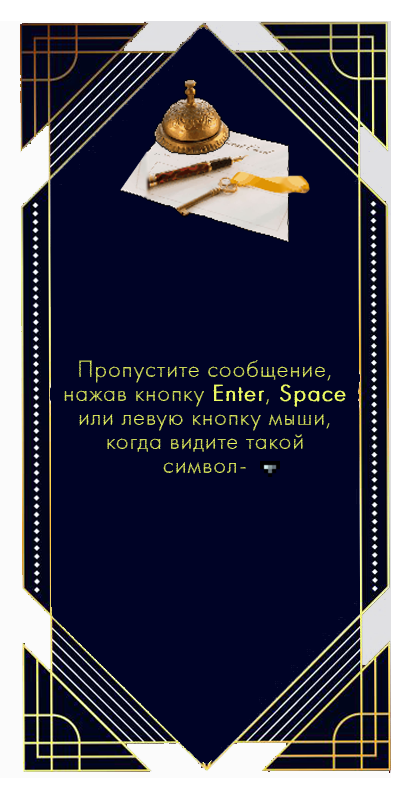 Пропустите сообщение,
нажав кнопку Enter, Space
или левую кнопку мыши,
когда видите такой
символ-